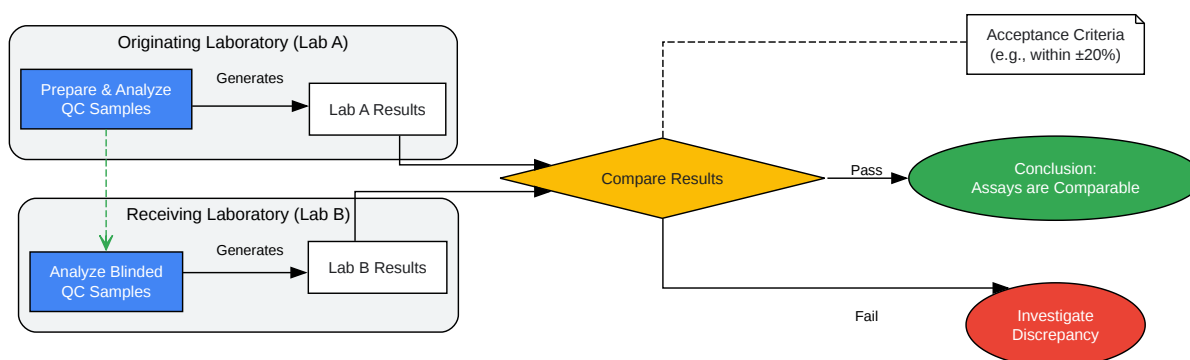 Originating Laboratory (Lab A)
Prepare & Analyze
QC Samples
Generates
Lab A Results
Receiving Laboratory (Lab B)
Analyze Blinded
QC Samples
Generates
Lab B Results
Compare Results
Acceptance Criteria
(e.g., within ±20%)
Pass
Conclusion:
Assays are Comparable
Fail
Investigate
Discrepancy